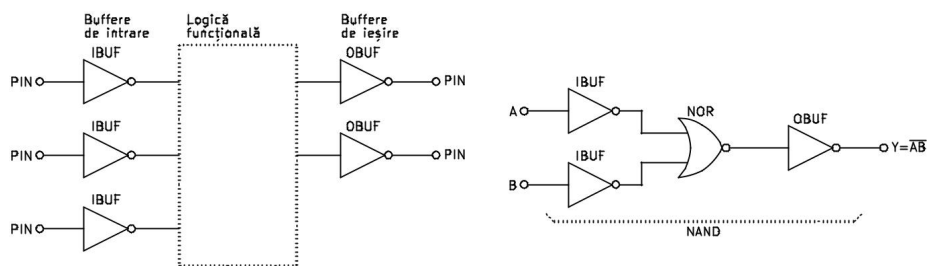 Buffere
de intrare
Logică
funcțională
Buffere
de ieșire
IBUF
OBUF
PIN
PIN
IBUF
OBUF
PIN
PIN
IBUF
PIN
IBUF
A
NOR
OBUF
IBUF
Y=A̅B̅
B
NAND